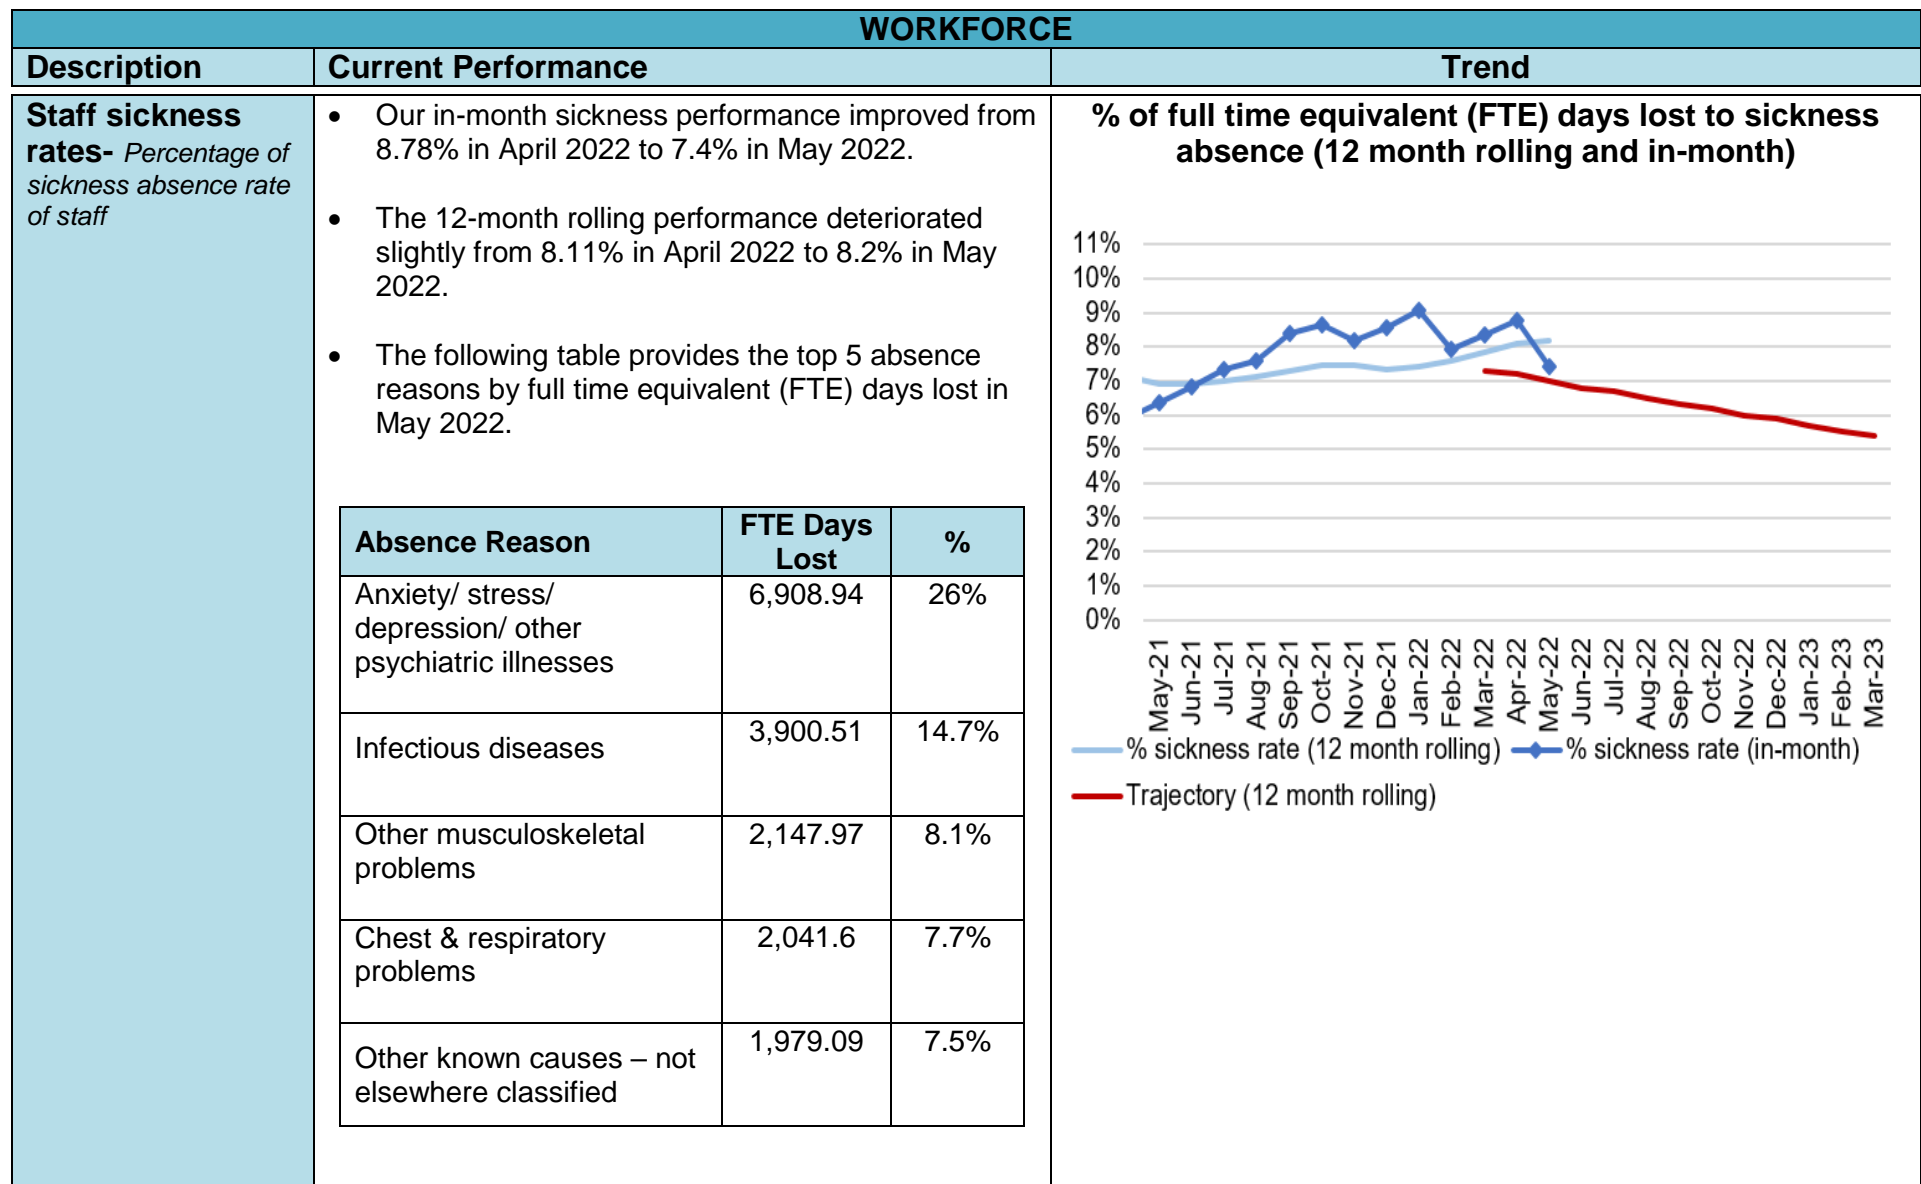 WORKFORCE
Description
Current Performance
Trend
Staff sickness
rates- Percentage of
sickness absence rate
of staff
• Our in-month sickness performance improved from
8.78% in April 2022 to 7.4% in May 2022.
• The 12-month rolling performance deteriorated
slightly from 8.11% in April 2022 to 8.2% in May
2022.
• The following table provides the top 5 absence
reasons by full time equivalent (FTE) days lost in
May 2022.
Absence Reason
FTE Days
Lost
%
Anxiety/ stress/
depression/ other
psychiatric illnesses
6,908.94
26%
Infectious diseases
3,900.51
14.7%
Other musculoskeletal
problems
2,147.97
8.1%
Chest & respiratory
problems
2,041.6
7.7%
Other known causes – not
elsewhere classified
1,979.09
7.5%
% of full time equivalent (FTE) days lost to sickness
absence (12 month rolling and in-month)
11%
10%
9%
8%
7%
6%
5%
4%
3%
2%
1%
0%
May-21
Jun-21
Jul-21
Aug-21
Sep-21
Oct-21
Nov-21
Dec-21
Jan-22
Feb-22
Mar-22
Apr-22
May-22
Jun-22
Jul-22
Aug-22
Sep-22
Oct-22
Nov-22
Dec-22
Jan-23
Feb-23
Mar-23
% sickness rate (12 month rolling)
% sickness rate (in-month)
Trajectory (12 month rolling)